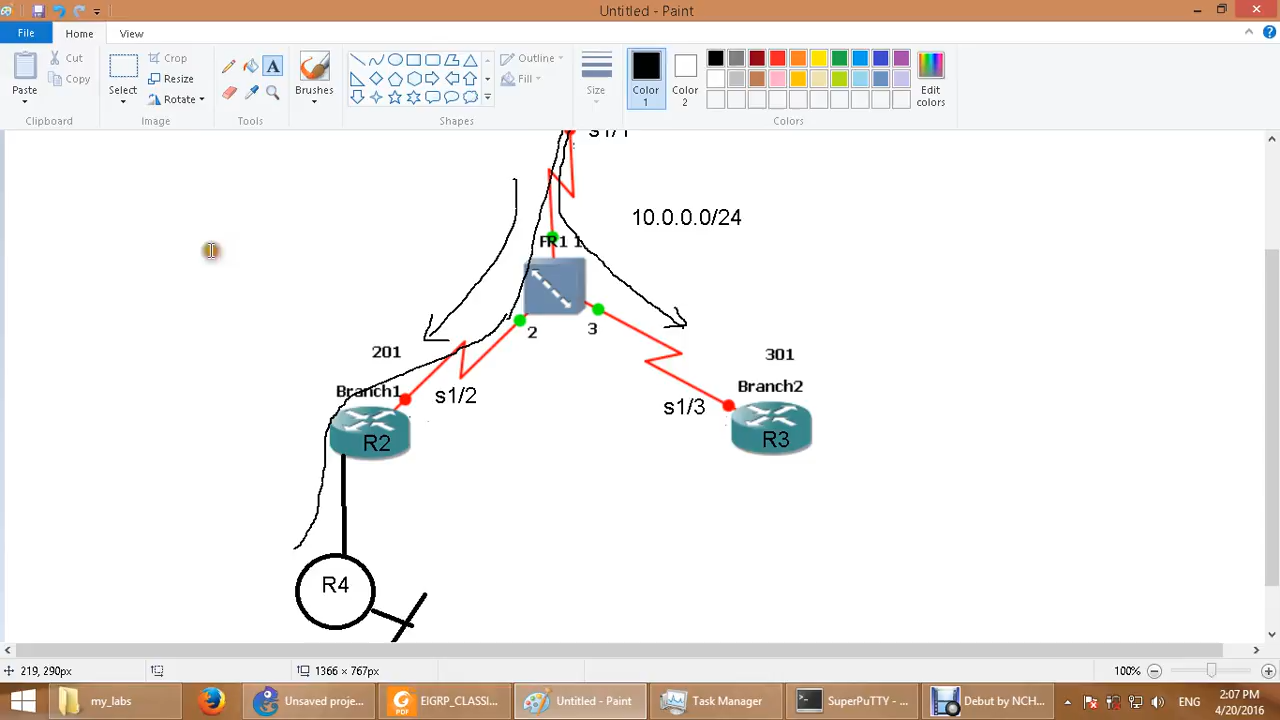 Untitled - Paint
File Home View
Cut
Copy
Paste
Clipboard
Crop
Resize
Rotate
Select
Image
A
Tools
Brushes
Outline
Fill
Shapes
Size
Color
1
Color
2
Edit
colors
Colors
s1/1
10.0.0.0/24
FR1 1
2
3
201
301
Branch1
Branch2
s1/2
s1/3
R2
R3
R4
219, 290px
1366 × 767px
100%
my_labs
Unsaved proje...
EIGRP_CLASSI...
PDF
Untitled - Paint
Task Manager
SuperPuTTY - ...
Debut by NCH...
ENG
2:07 PM
4/20/2016